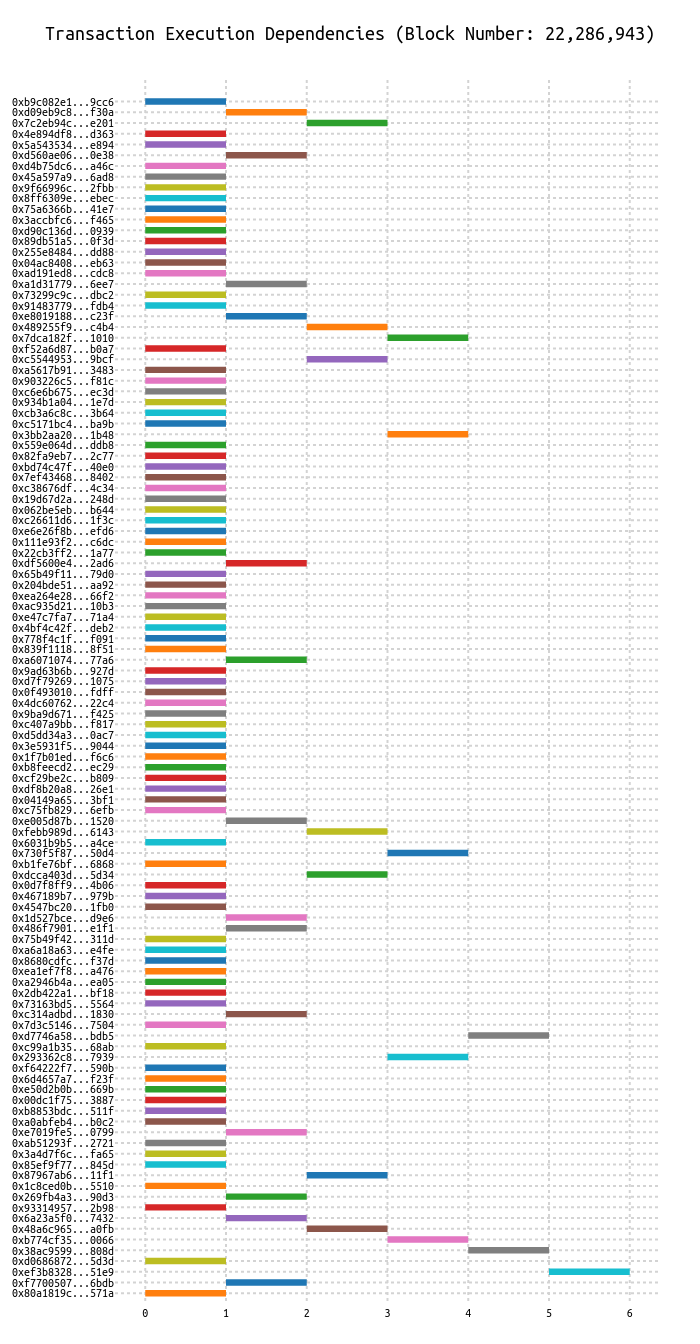 Transaction Execution Dependencies (Block Number: 22,286,943)
0xb9c082e1...9cc6
0xd09eb9c8...f30a
0x7c2eb94c...e201
0x4e894df8...d363
0x5a543534...e894
0xd560ae06...0e38
0xd4b75dc6...a46c
0x45a597a9...6ad8
0x9f66996c...2fbb
0x8ff6309e...ebec
0x75a6366b...41e7
0x3accbfc6...f465
0xd90c136d...0939
0x89db51a5...0f3d
0x255e8484...dd88
0x04ac8408...eb63
0xad191ed8...cdc8
0xa1d31779...6ee7
0x73299c9c...dbc2
0x91483779...fdb4
0xe8019188...c23f
0x489255f9...c4b4
0x7dca182f...1010
0xf52a6d87...b0a7
0xc5544953...9bcf
0xa5617b91...3483
0x903226c5...f81c
0xc6e6b675...ec3d
0x934b1a04...1e7d
0xcb3a6c8c...3b64
0xc5171bc4...ba9b
0x3bb2aa20...1b48
0x559e064d...ddb8
0x82fa9eb7...2c77
0xbd74c47f...40e0
0x7ef43468...8402
0xc38676df...4c34
0x19d67d2a...248d
0x062be5eb...b644
0xc26611d6...1f3c
0xe6e26f8b...efd6
0x111e93f2...c6dc
0x22cb3ff2...1a77
0xdf5600e4...2ad6
0x65b49f11...79d0
0x204bde51...aa92
0xea264e28...66f2
0xac935d21...10b3
0xe47c7fa7...71a4
0x4bf4c42f...deb2
0x778f4c1f...f091
0x839f1118...8f51
0xa6071074...77a6
0x9ad63b6b...927d
0xd7f79269...1075
0x0f493010...fdff
0x4dc60762...22c4
0x9ba9d671...f425
0xc407a9bb...f817
0xd5dd34a3...0ac7
0x3e5931f5...9044
0x1f7b01ed...f6c6
0xb8feecd2...ec29
0xcf29be2c...b809
0xdf8b20a8...26e1
0x04149a65...3bf1
0xc75fb829...6efb
0xe005d87b...1520
0xfebb989d...6143
0x6031b9b5...a4ce
0x730f5f87...50d4
0xb1fe76bf...6868
0xdcca403d...5d34
0x0d7f8ff9...4b06
0x467189b7...979b
0x4547bc20...1fb0
0x1d527bce...d9e6
0x486f7901...e1f1
0x75b49f42...311d
0xa6a18a63...e4fe
0x8680cdfc...f37d
0xea1ef7f8...a476
0xa2946b4a...ea05
0x2db422a1...bf18
0x73163bd5...5564
0xc314adbd...1830
0x7d3c5146...7504
0xd7746a58...bdb5
0xc99a1b35...68ab
0x293362c8...7939
0xf64222f7...590b
0x6d4657a7...f23f
0xe50d2b0b...669b
0x00dc1f75...3887
0xb8853bdc...511f
0xa0abfeb4...b0c2
0xe7019fe5...0799
0xab51293f...2721
0x3a4d7f6c...fa65
0x85ef9f77...845d
0x87967ab6...11f1
0x1c8ced0b...5510
0x269fb4a3...90d3
0x93314957...2b98
0x6a23a5f0...7432
0x48a6c965...a0fb
0xb774cf35...0066
0x38ac9599...808d
0xd0686872...5d3d
0xef3b8328...51e9
0xf7700507...6bdb
0x80a1819c...571a
0 1 2 3 4 5 6